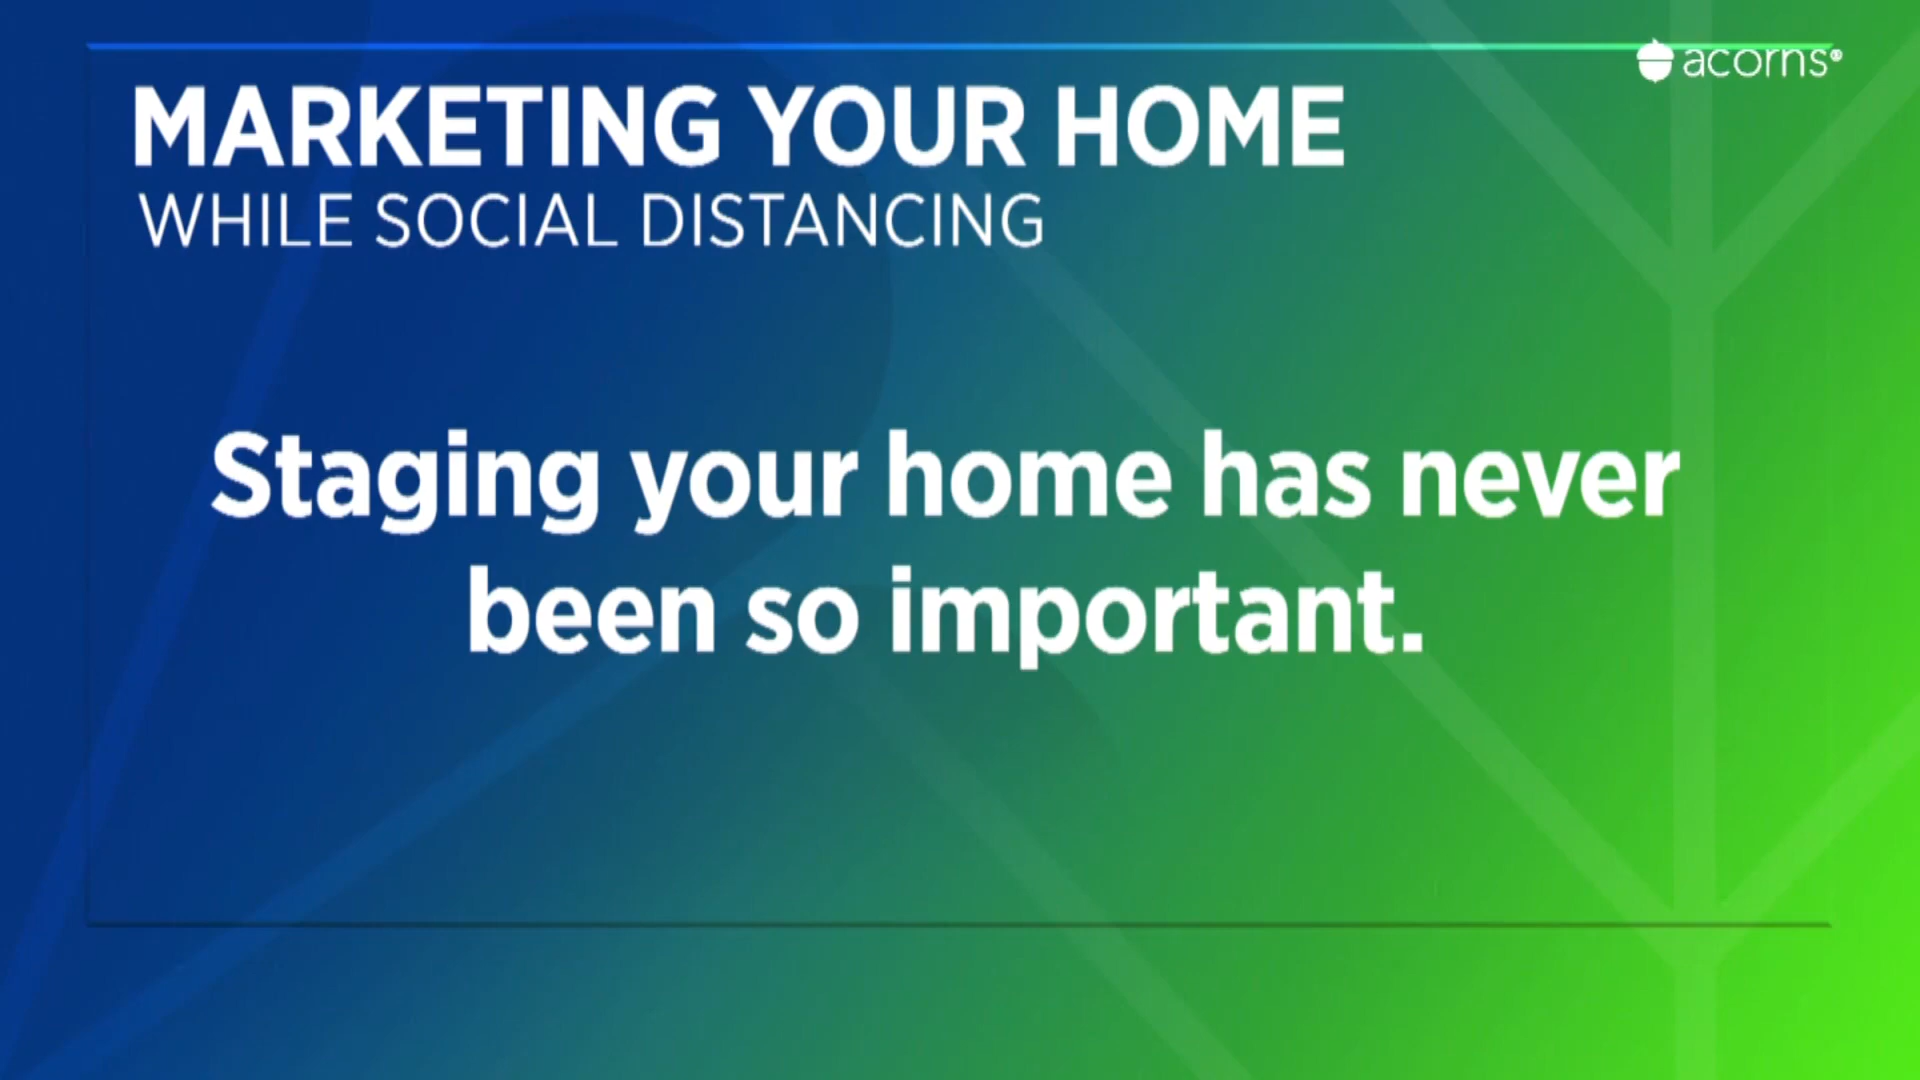 acorns®
MARKETING YOUR HOME
WHILE SOCIAL DISTANCING
Staging your home has never
been so important.